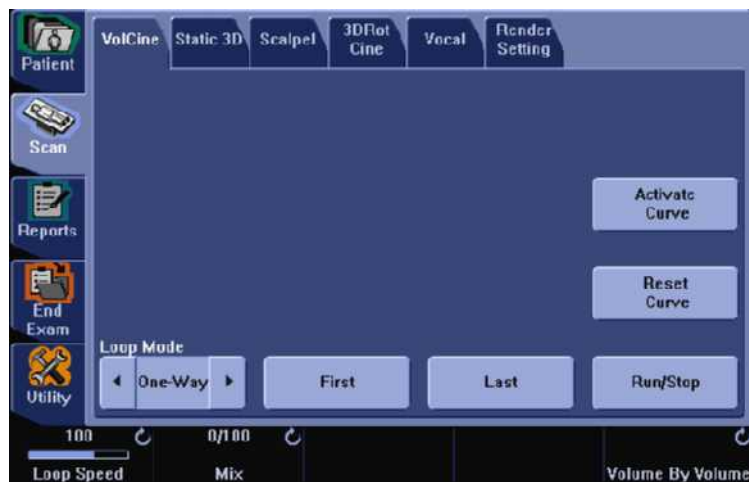 Patient
VolCine
Static 3D
Scalpel
3DRot
Cine
Vocal
Render
Setting
Scan
Reports
Activate
Curve
End
Exam
Reset
Curve
Loop Mode
One-Way
First
Last
Run/Stop
Utility
100
0/100
Loop Speed
Mix
Volume By Volume